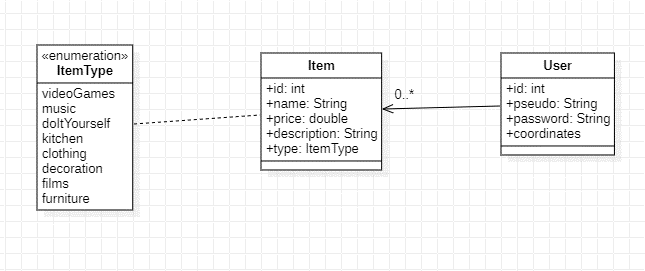 «enumeration»
ItemType
videoGames
music
doItYourself
kitchen
clothing
decoration
films
furniture
Item
+id: int
+name: String
+price: double
+description: String
+type: ItemType
0..*
User
+id: int
+pseudo: String
+password: String
+coordinates